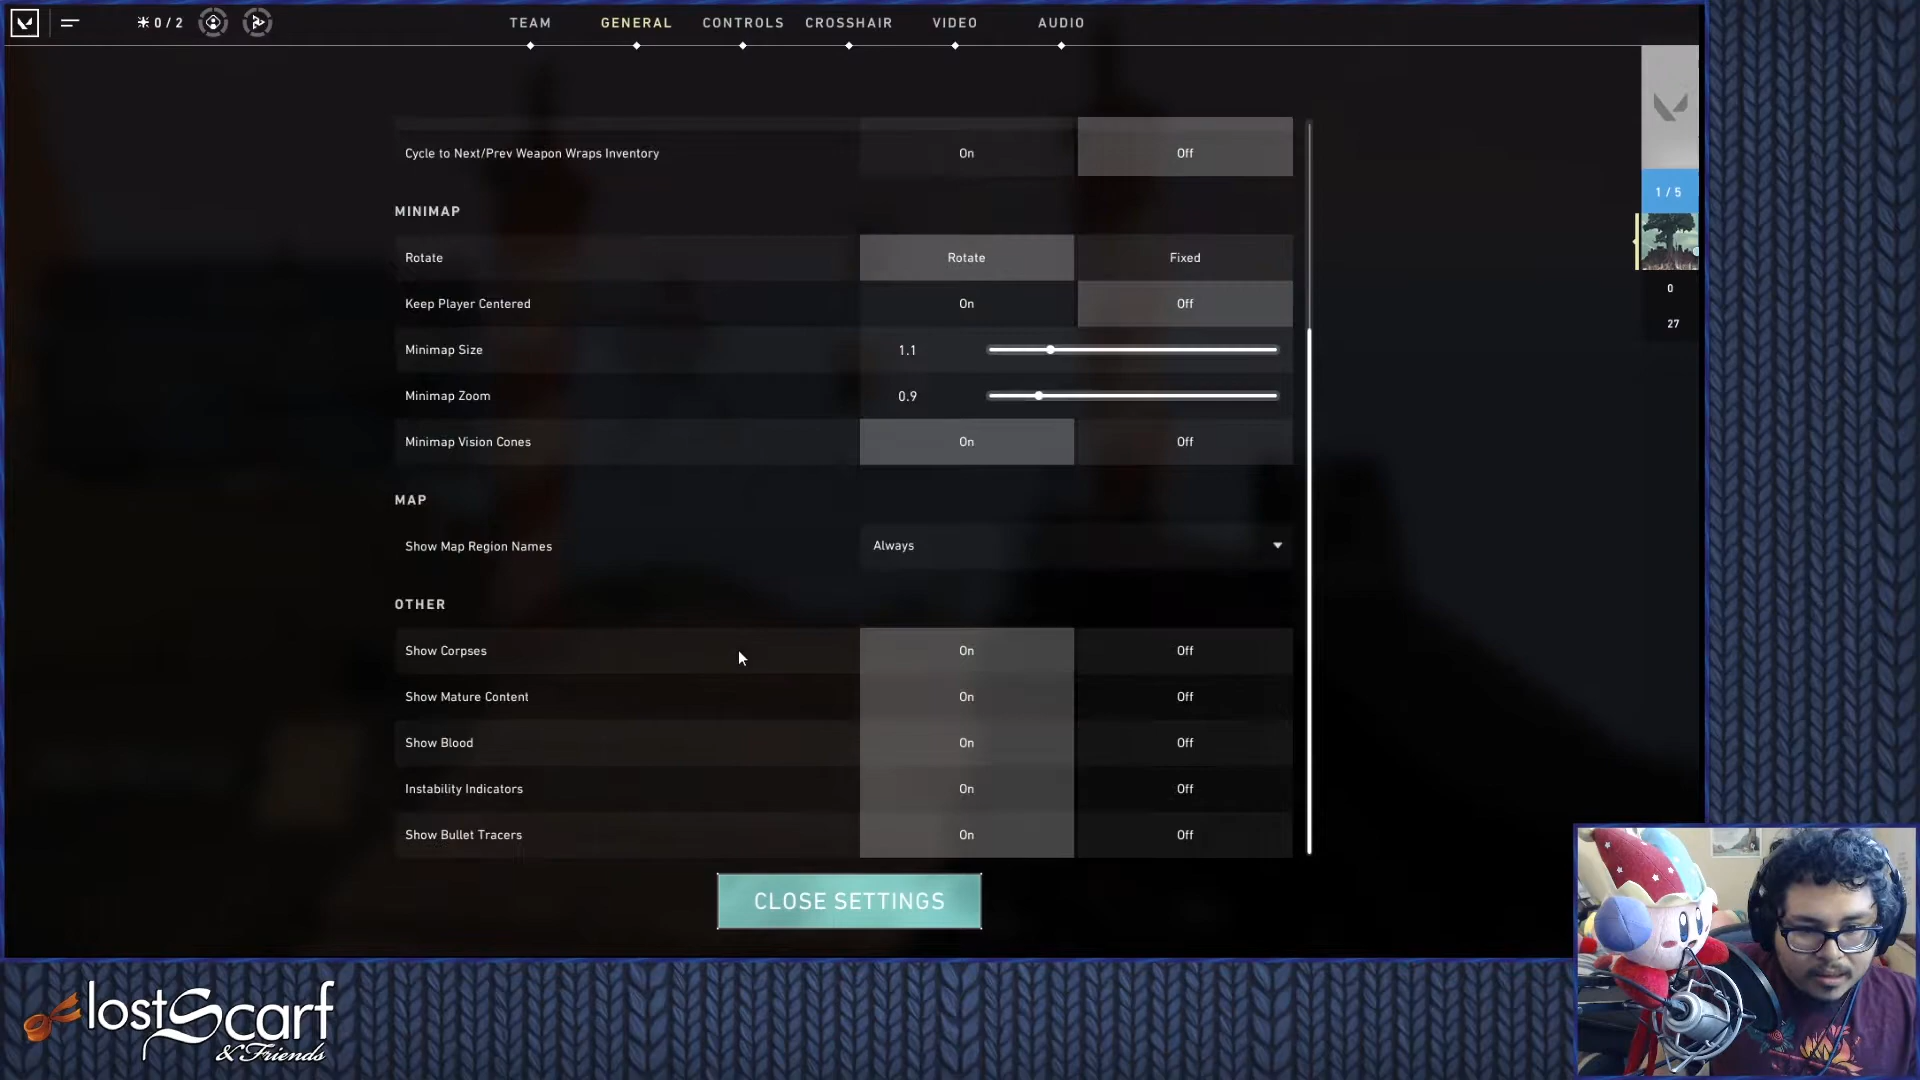 0 / 2
TEAM GENERAL CONTROLS CROSSHAIR VIDEO AUDIO
Cycle to Next/Prev Weapon Wraps Inventory On Off
MINIMAP
Rotate Rotate Fixed
Keep Player Centered On Off
Minimap Size 1.1
Minimap Zoom 0.9
Minimap Vision Cones On Off
MAP
Show Map Region Names Always
OTHER
Show Corpses On Off
Show Mature Content On Off
Show Blood On Off
Instability Indicators On Off
Show Bullet Tracers On Off
CLOSE SETTINGS
1 / 5
0
27
lostScarf
& Friends